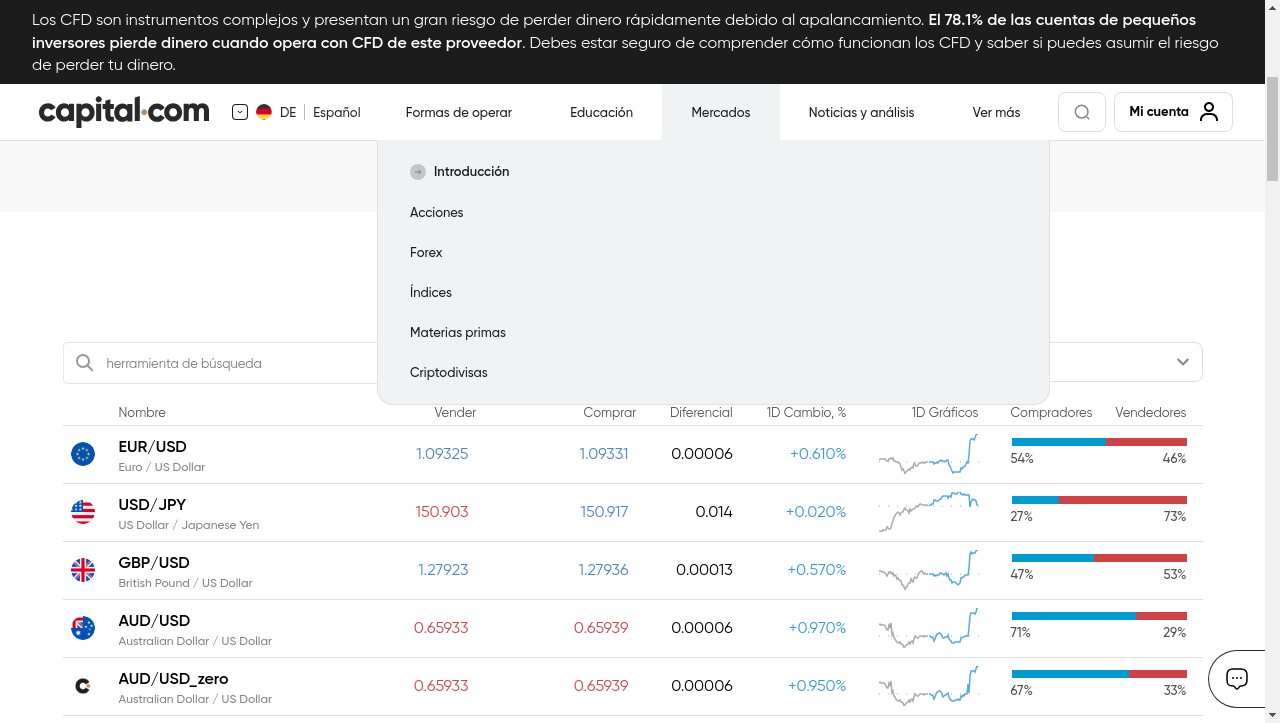 Los CFD son instrumentos complejos y presentan un gran riesgo de perder dinero rápidamente debido al apalancamiento. El 78.1% de las cuentas de pequeños
inversores pierde dinero cuando opera con CFD de este proveedor. Debes estar seguro de comprender cómo funcionan los CFD y saber si puedes asumir el riesgo
de perder tu dinero.
capital.com DE Español Formas de operar Educación Mercados Noticias y análisis Ver más Mi cuenta
Introducción
Acciones
Forex
Índices
Materias primas
Criptodivisas
herramienta de búsqueda
Nombre Vender Comprar Diferencial 1D Cambio, % 1D Gráficos Compradores Vendedores
EUR/USD 1.09325 1.09331 0.00006 +0.610%
Euro / US Dollar 54% 46%
USD/JPY 150.903 150.917 0.014 +0.020%
US Dollar / Japanese Yen 27% 73%
GBP/USD 1.27923 1.27936 0.00013 +0.570%
British Pound / US Dollar 47% 53%
AUD/USD 0.65933 0.65939 0.00006 +0.970%
Australian Dollar / US Dollar 71% 29%
AUD/USD_zero 0.65933 0.65939 0.00006 +0.950%
Australian Dollar / US Dollar 67% 33%